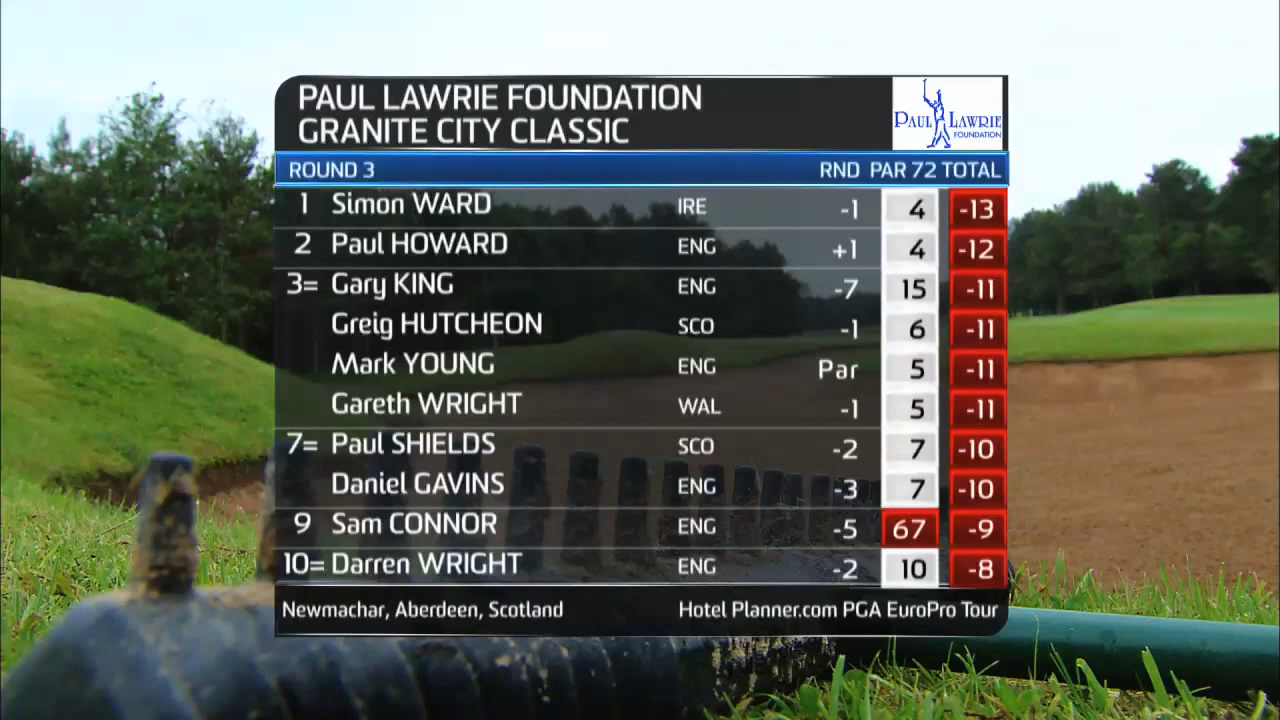 PAUL LAWRIE FOUNDATION
GRANITE CITY CLASSIC
PAUL LAWRIE
FOUNDATION
ROUND 3 RND PAR 72 TOTAL
1 Simon WARD IRE -1 4 -13
2 Paul HOWARD ENG +1 4 -12
3= Gary KING ENG -7 15 -11
Greig HUTCHEON SCO -1 6 -11
Mark YOUNG ENG Par 5 -11
Gareth WRIGHT WAL -1 5 -11
7= Paul SHIELDS SCO -2 7 -10
Daniel GAVINS ENG -3 7 -10
9 Sam CONNOR ENG -5 67 -9
10= Darren WRIGHT ENG -2 10 -8
Newmachar, Aberdeen, Scotland Hotel Planner.com PGA EuroPro Tour